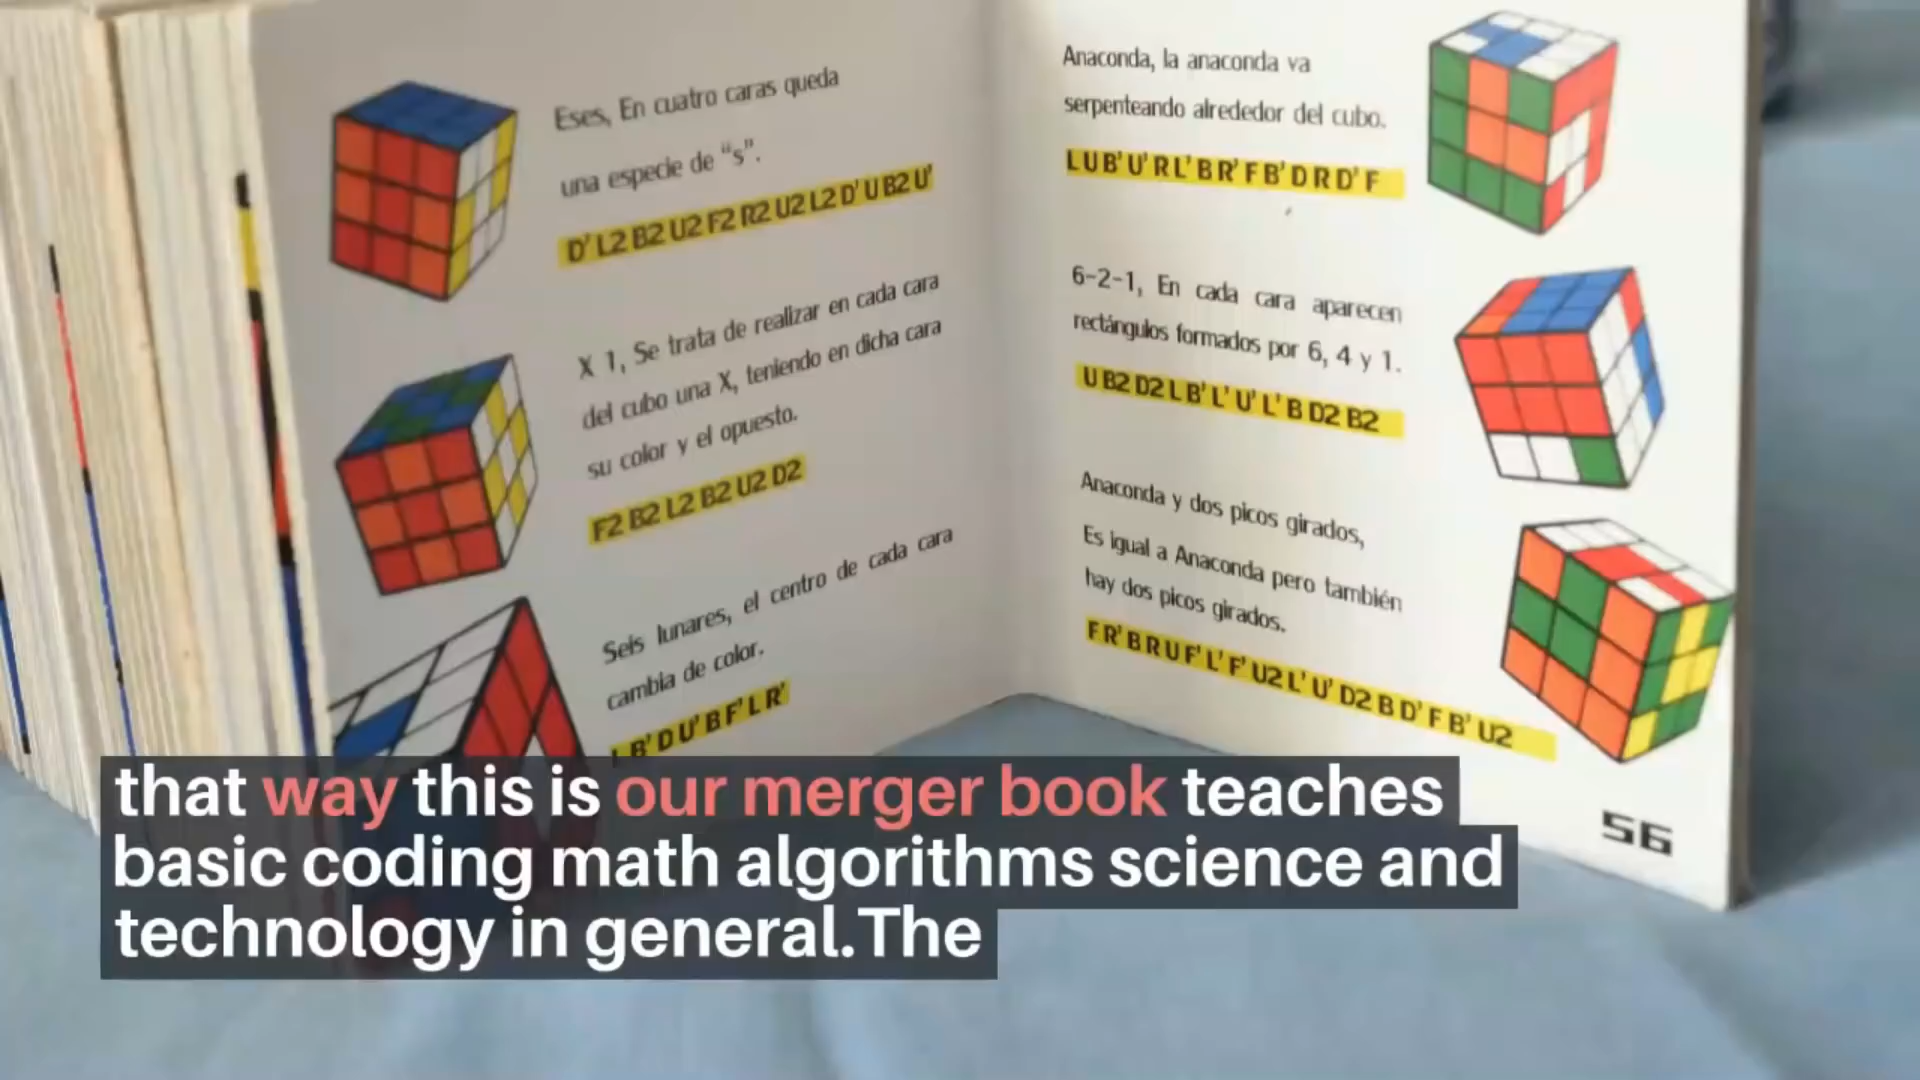 Eses, En cuatro caras queda
una especie de “s”.
D' L2 B2 U2 F2 R2 U2 L2 D' U B2 U'
X 1, Se trata de realizar en cada cara
del cubo una X, teniendo en dicha cara
su color y el opuesto.
F2 B2 L2 B2 U2 D2
Seis lunares, el centro de cada cara
cambia de color.
B' D U' B F' L R'
Anaconda, la anaconda va
serpenteando alrededor del cubo.
L U B' U' R L' B R' F B' D R D' F
6-2-1, En cada cara aparecen
rectángulos formados por 6, 4 y 1.
U B2 D2 L B' L' U' L' B D2 B2
Anaconda y dos picos girados,
Es igual a Anaconda pero también
hay dos picos girados.
F R' B R U F' L' F' U2 L' U' D2 B D' F B' U2
56
that way this is our merger book teaches
basic coding math algorithms science and
technology in general.The